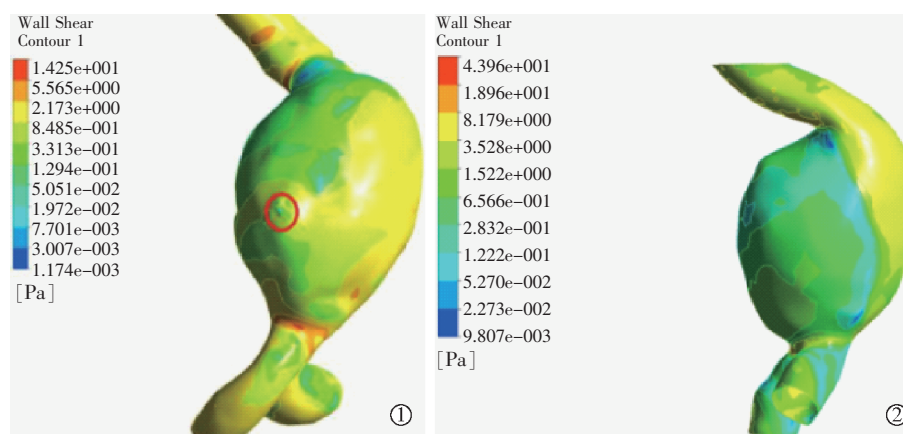 Wall Shear
Contour 1
1.425e+001
5.565e+000
2.173e+000
8.485e-001
3.313e-001
1.294e-001
5.051e-002
1.972e-002
7.701e-003
3.007e-003
1.174e-003
[Pa]
①
Wall Shear
Contour 1
4.396e+001
1.896e+001
8.179e+000
3.528e+000
1.522e+000
6.566e-001
2.832e-001
1.222e-001
5.270e-002
2.273e-002
9.807e-003
[Pa]
②